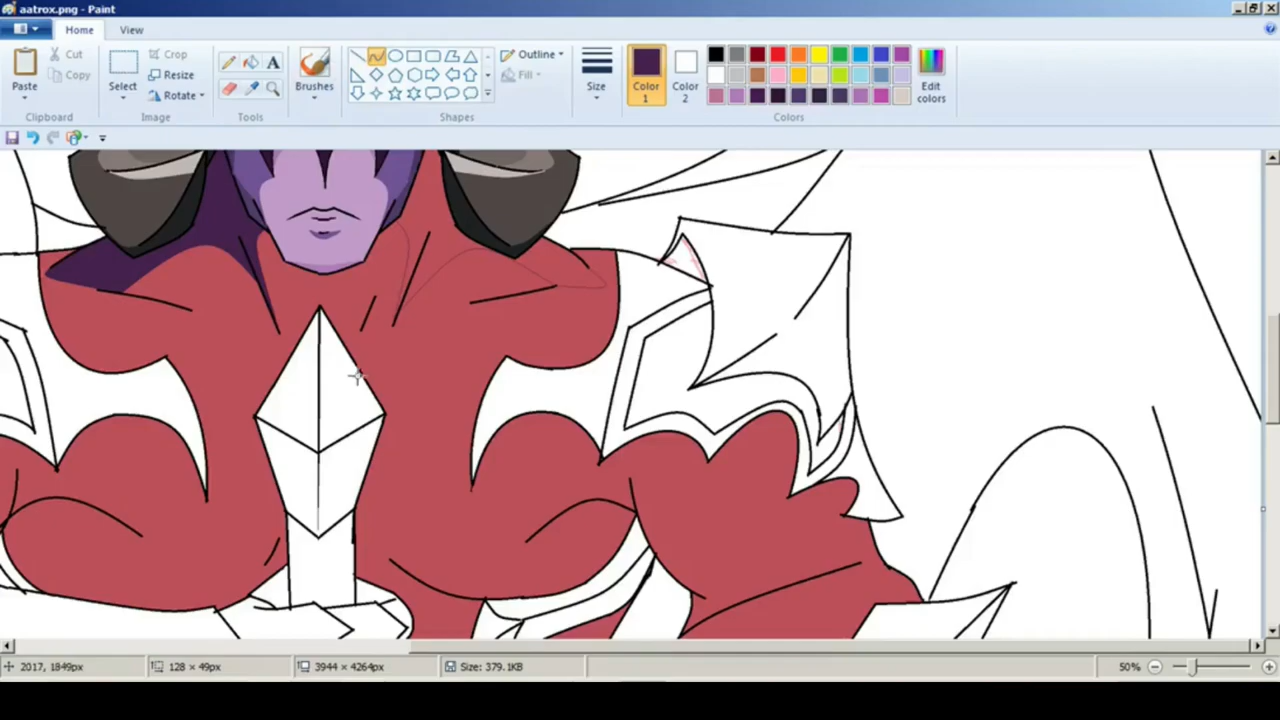 aatrox.png - Paint
Home View
Paste
Cut
Copy
Clipboard
Select
Crop
Resize
Rotate
Image
A
Tools
Brushes
Outline
Fill
Shapes
Size
Color 1
Color 2
Edit colors
Colors
2017, 1849px
128 × 49px
3944 × 4264px
Size: 379.1KB
50%